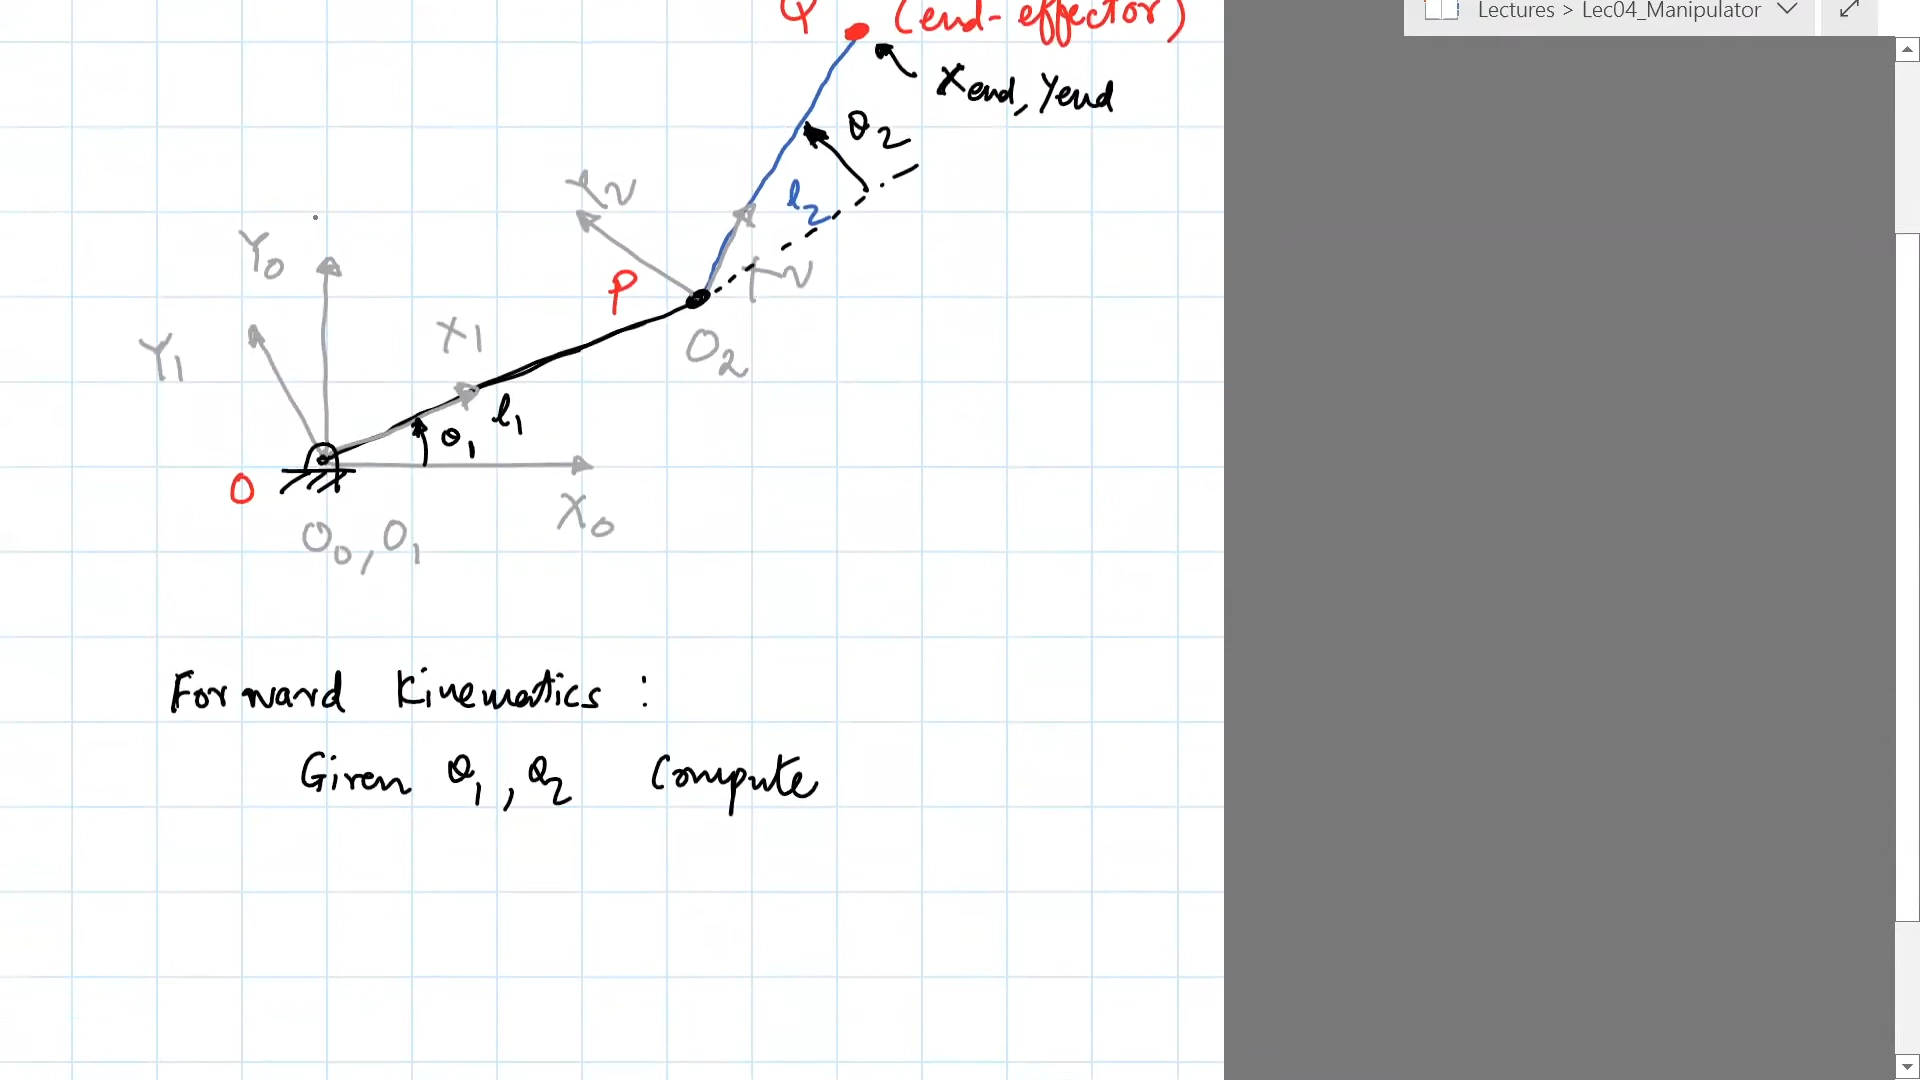 Lectures > Lec04_Manipulator
(end-effector)
Xend, Yend
θ2
Y2
l2
P
X2
Y0
X1
O2
Y1
l1
θ1
O
X0
O0, O1
Forward Kinematics :
Given θ1, θ2 Compute